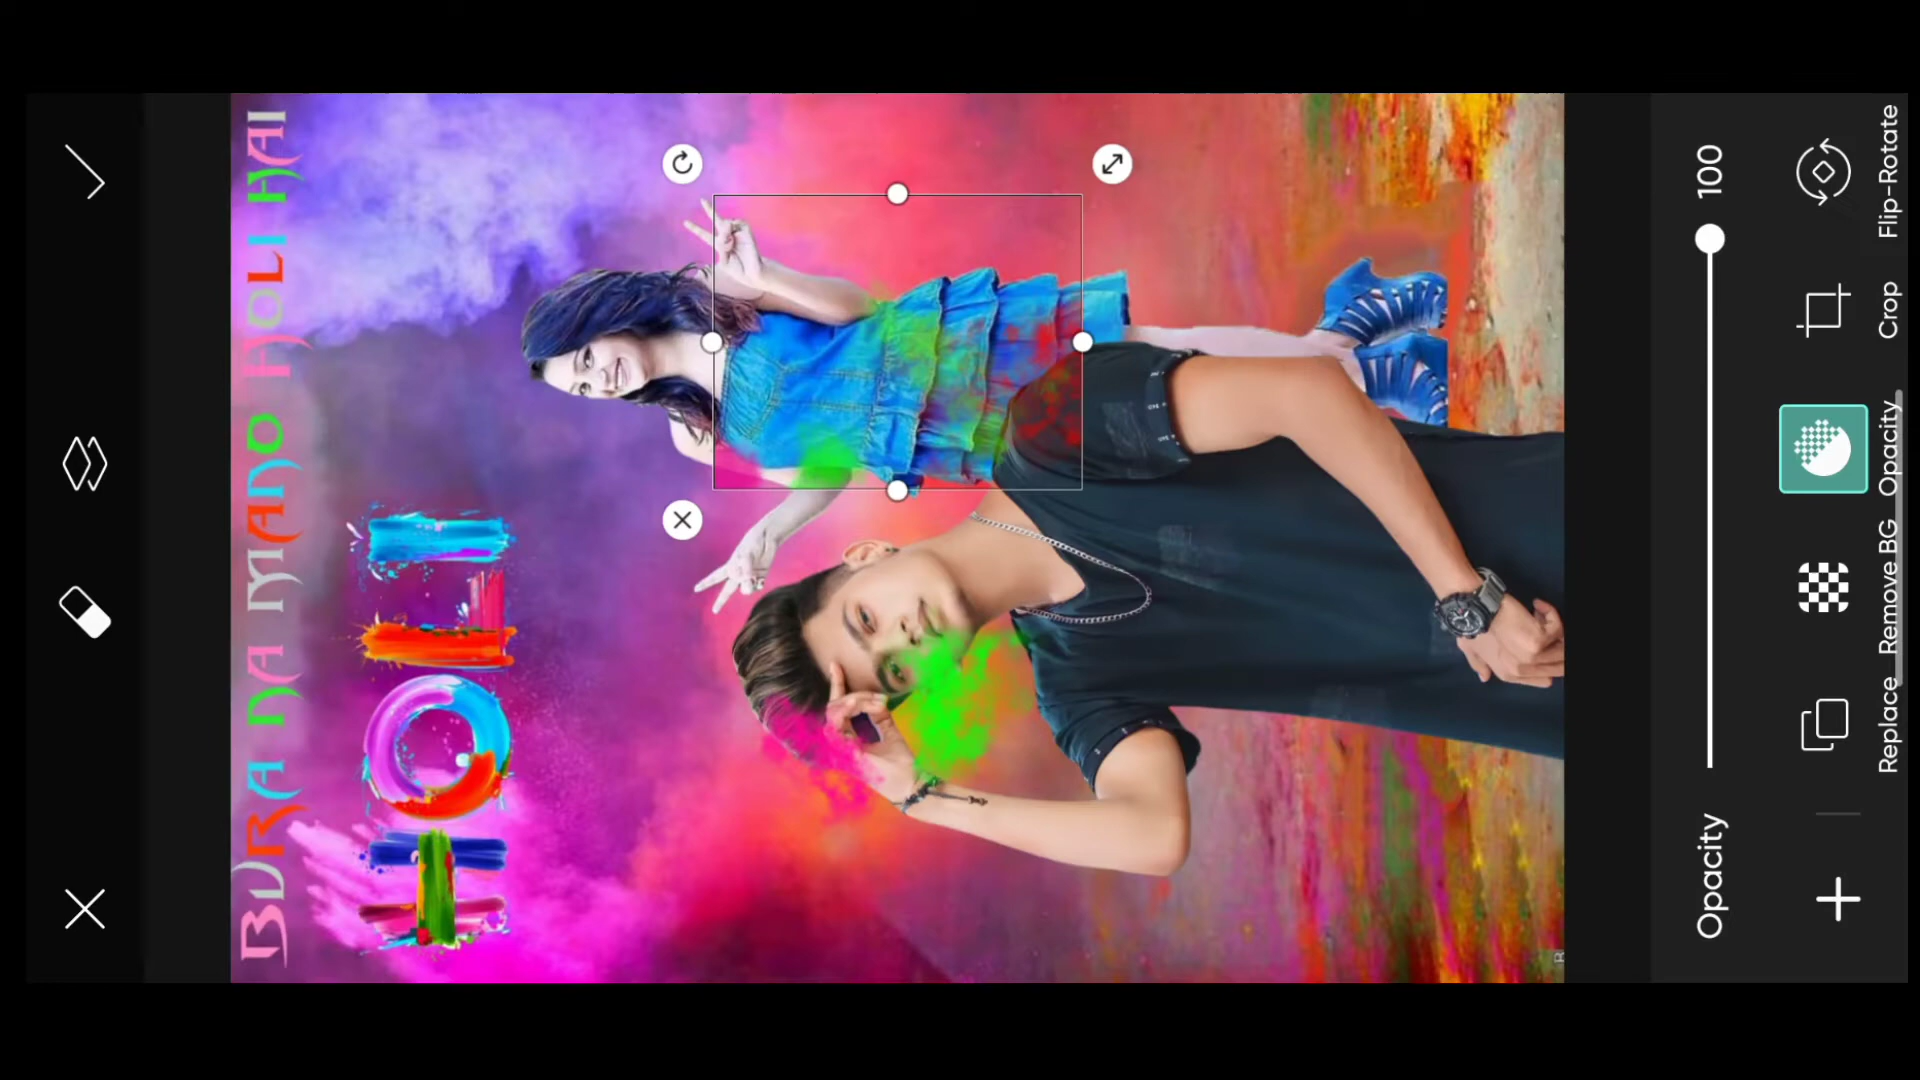 BURA NA MANO HOLI HAI
HOLI
Opacity
100
Replace
Remove BG
Opacity
Crop
Flip-Rotate